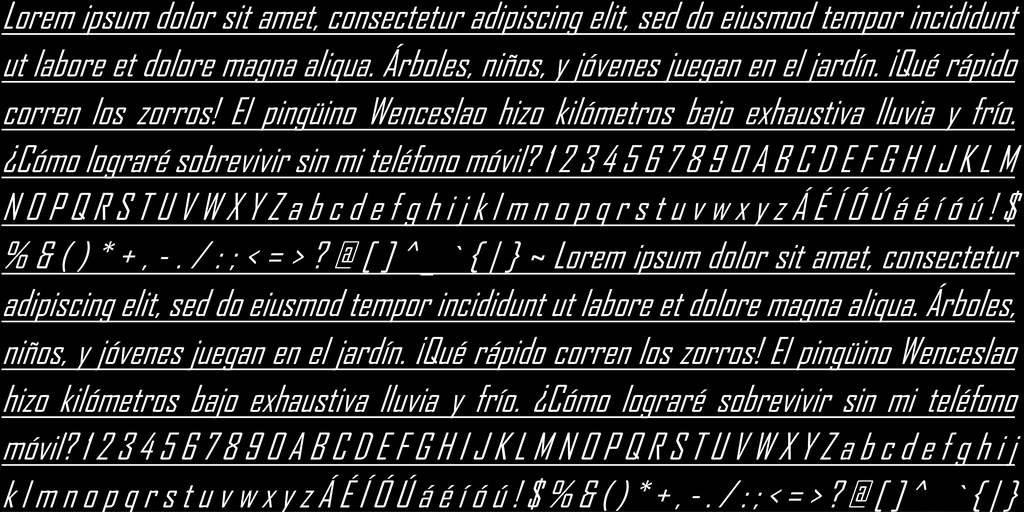 Lorem ipsum dolor sit amet, consectetur adipiscing elit, sed do eiusmod tempor incididunt
ut labore et dolore magna aliqua. Árboles, niños, y jóvenes juegan en el jardín. ¡Qué rápido
corren los zorros! El pingüino Wenceslao hizo kilómetros bajo exhaustiva lluvia y frío.
¿Cómo lograré sobrevivir sin mi teléfono móvil? 1 2 3 4 5 6 7 8 9 0 A B C D E F G H I J K L M
N O P Q R S T U V W X Y Z a b c d e f g h i j k l m n o p q r s t u v w x y z Á É Í Ó Ú á é í ó ú ! $
% & ( ) * + , - . / : ; < = > ? @ [ ] ^ _ ` { | } ~ Lorem ipsum dolor sit amet, consectetur
adipiscing elit, sed do eiusmod tempor incididunt ut labore et dolore magna aliqua. Árboles,
niños, y jóvenes juegan en el jardín. ¡Qué rápido corren los zorros! El pingüino Wenceslao
hizo kilómetros bajo exhaustiva lluvia y frío. ¿Cómo lograré sobrevivir sin mi teléfono
móvil? 1 2 3 4 5 6 7 8 9 0 A B C D E F G H I J K L M N O P Q R S T U V W X Y Z a b c d e f g h i j
k l m n o p q r s t u v w x y z Á É Í Ó Ú á é í ó ú ! $ % & ( ) * + , - . / : ; < = > ? @ [ ] ^ ` { | }